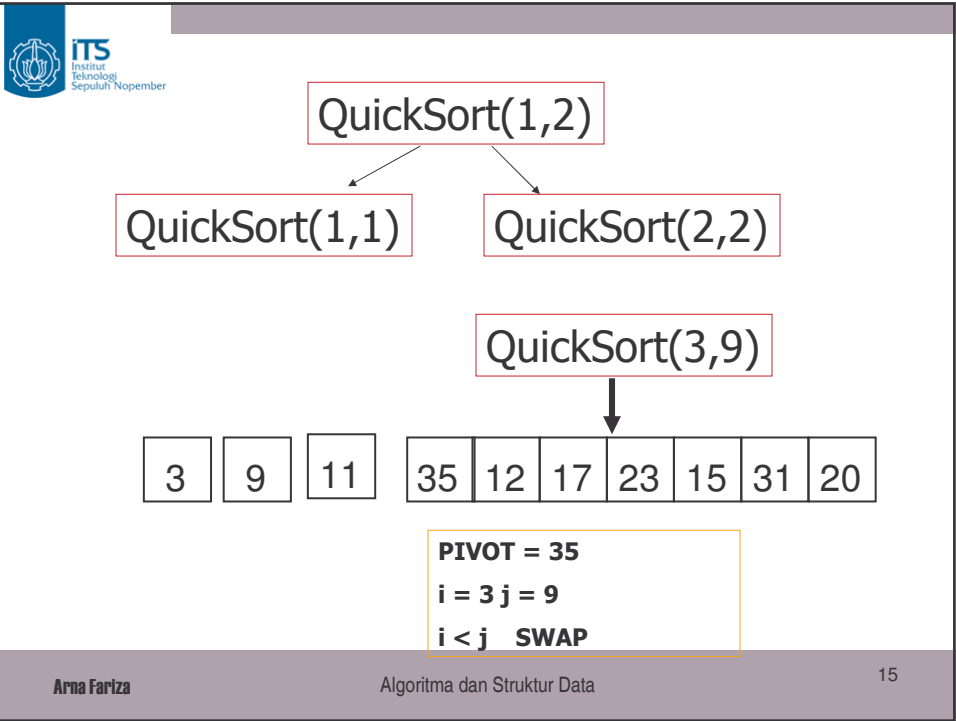 ITS
Institut
Teknologi
Sepuluh Nopember
QuickSort(1,2)
QuickSort(1,1) QuickSort(2,2)
QuickSort(3,9)
3 9 11 35 12 17 23 15 31 20
PIVOT = 35
i = 3 j = 9
i < j SWAP
Arna Fariza Algoritma dan Struktur Data 15